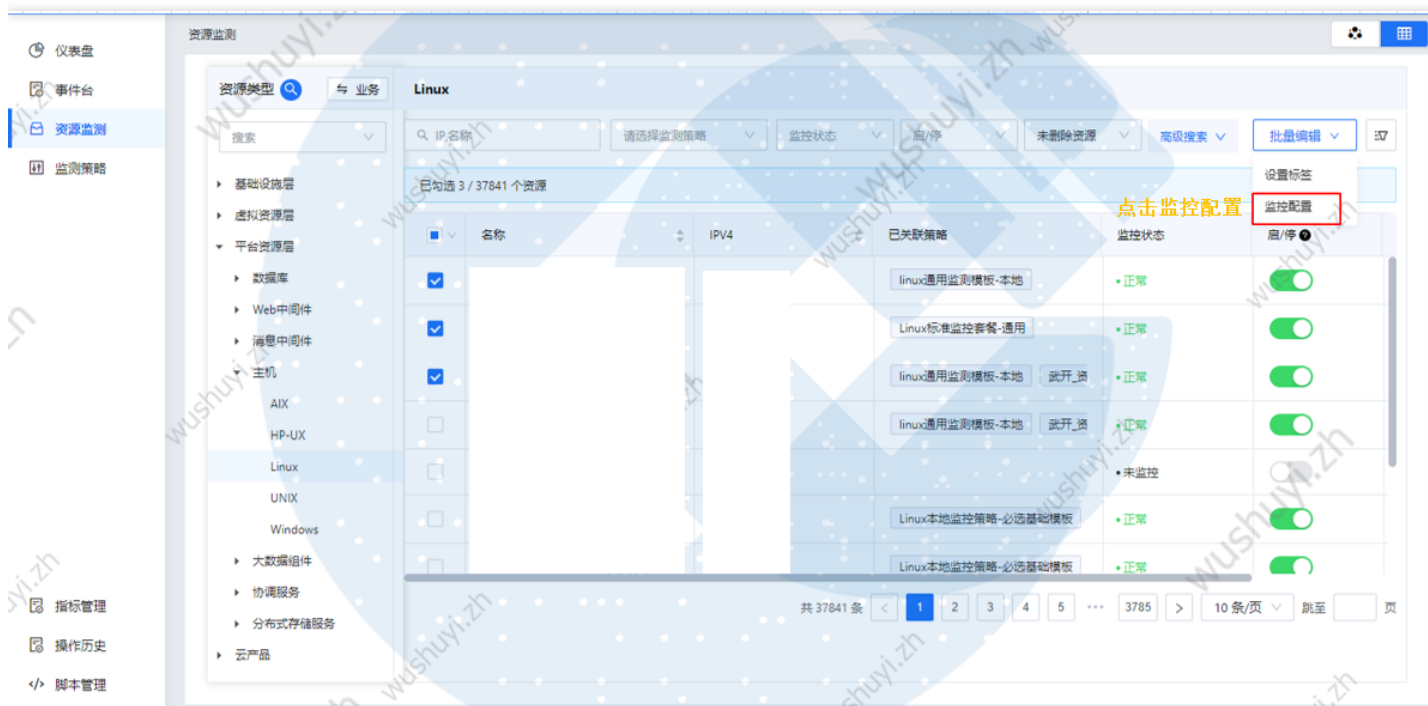 资源监测
仪表盘
事件台
资源监测
监测策略
指标管理
操作历史
脚本管理
资源类型
业务
搜索
基础设施层
虚拟资源层
平台资源层
数据库
Web中间件
消息中间件
主机
AIX
HP-UX
Linux
UNIX
Windows
大数据组件
协调服务
分布式存储服务
云产品
Linux
IP,名称
请选择监测策略
监控状态
启/停
未删除资源
高级搜索
批量编辑
设置标签
监控配置
点击监控配置
已勾选 3 / 37841 个资源
名称 IPV4 已关联策略 监控状态 启/停
linux通用监测模板-本地 正常
Linux标准监控套餐-通用 正常
linux通用监测模板-本地 武开_资 正常
linux通用监测模板-本地 武开_资 正常
未监控
Linux本地监控策略-必选基础模板 正常
Linux本地监控策略-必选基础模板 正常
共 37841 条 < 1 2 3 4 5 ••• 3785 > 10 条/页 跳至 页
wushuyi.zh